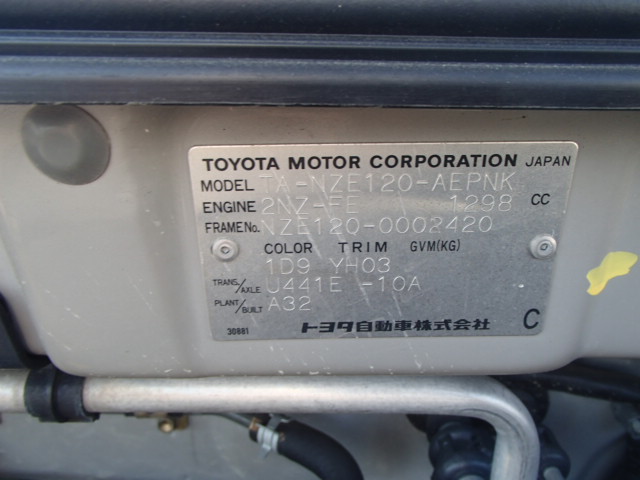 TOYOTA MOTOR CORPORATION JAPAN
MODEL TA-NZE120-AEPNK
ENGINE 2NZ-FE 1298 CC
FRAME No. NZE120-0002420
COLOR TRIM GVM(KG)
1D9 YH03
TRANS./AXLE U441E -10A
PLANT/BUILT A32
30881 トヨタ自動車株式会社 C